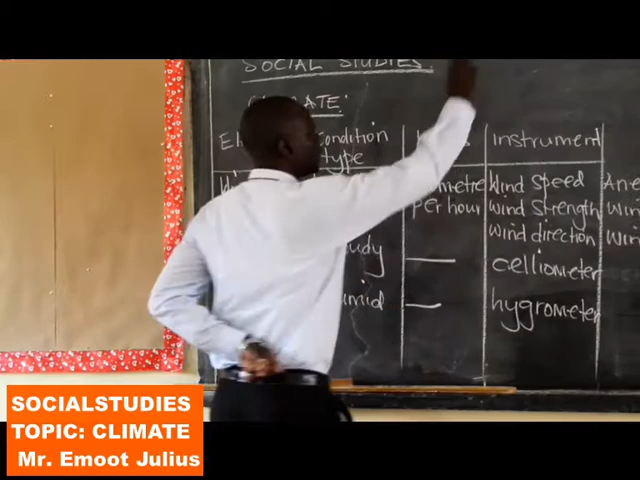 SOCIAL STUDIES.
Condition type
Instrument
metre per hour
Wind Speed
Wind Strength
Wind direction
celliometer
hygrometer
SOCIALSTUDIES
TOPIC: CLIMATE
Mr. Emoot Julius